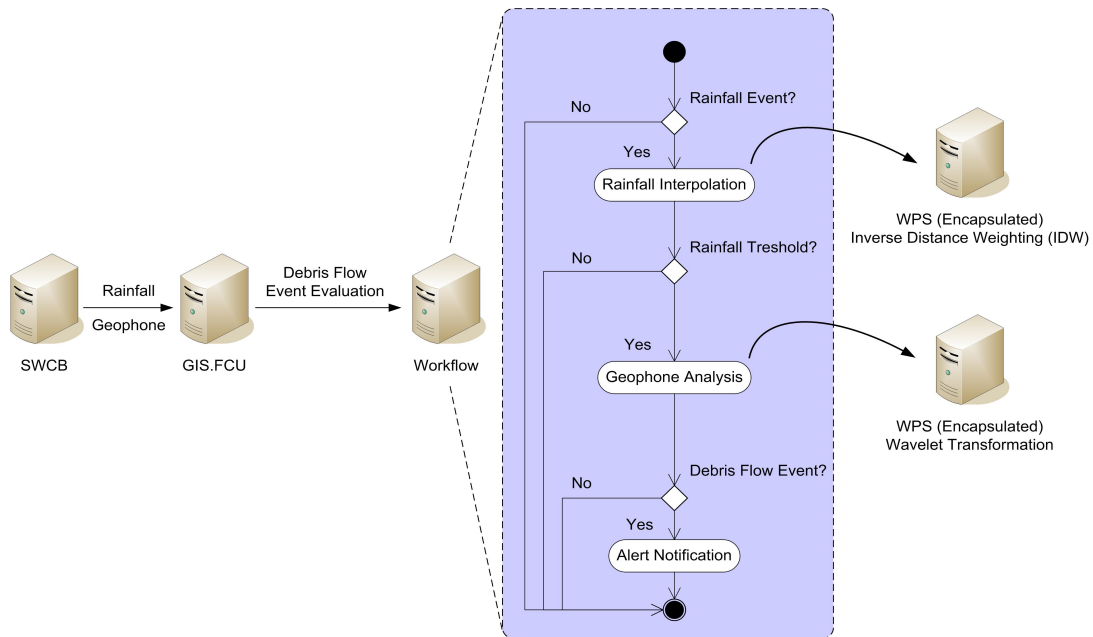 SWCB
Rainfall
Geophone
GIS.FCU
Debris Flow
Event Evaluation
Workflow
Rainfall Event?
No
Yes
Rainfall Interpolation
Rainfall Treshold?
No
Yes
Geophone Analysis
Debris Flow Event?
No
Yes
Alert Notification
WPS (Encapsulated)
Inverse Distance Weighting (IDW)
WPS (Encapsulated)
Wavelet Transformation